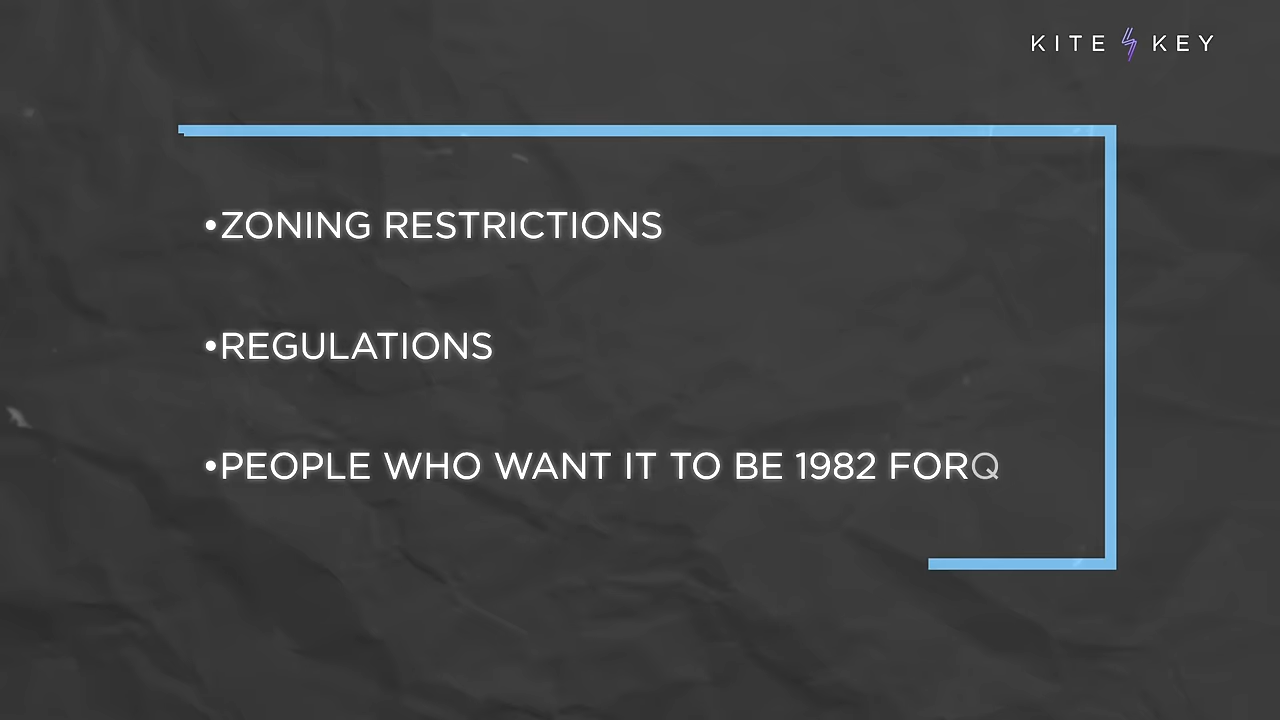 KITE KEY
•ZONING RESTRICTIONS
•REGULATIONS
•PEOPLE WHO WANT IT TO BE 1982 FORQ